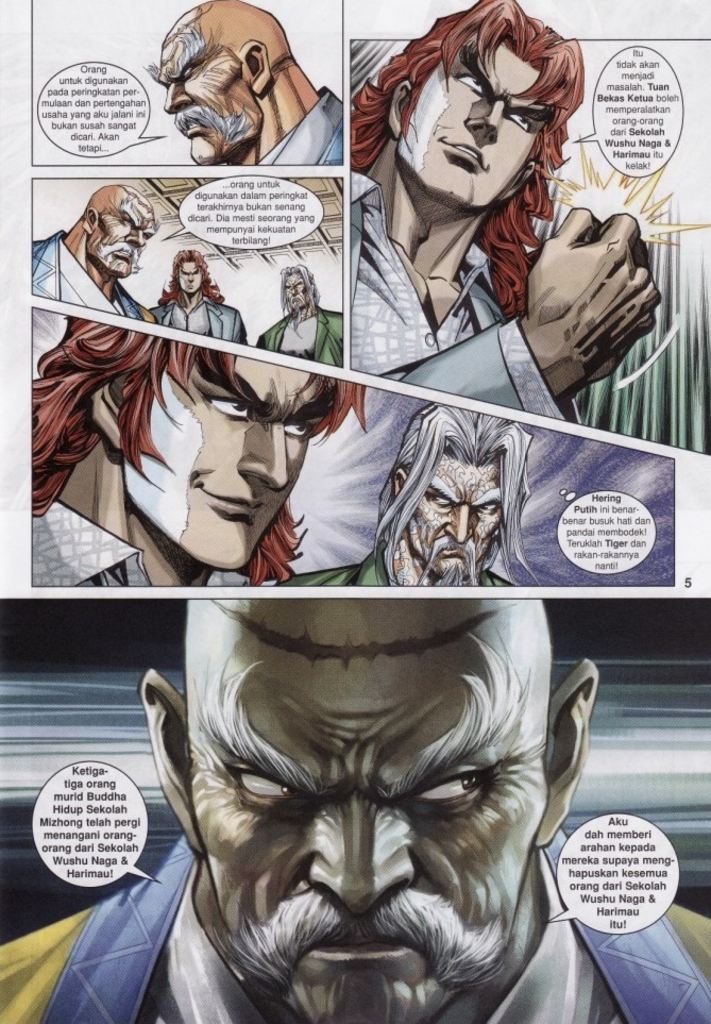 Orang
untuk digunakan
pada peringkatan per-
mulaan dan pertengahan
usaha yang aku jalani ini
bukan susah sangat
dicari. Akan
tetapi...
Itu
tidak akan
menjadi
masalah. Tuan
Bekas Ketua boleh
memperalatkan
orang-orang
dari Sekolah
Wushu Naga &
Harimau itu
kelak!
...orang untuk
digunakan dalam peringkat
terakhirnya bukan senang
dicari. Dia mesti seorang yang
mempunyai kekuatan
terbilang!
Hering
Putih ini benar-
benar busuk hati dan
pandai membodek!
Teruklah Tiger dan
rakan-rakannya
nanti!
5
Ketiga-
tiga orang
murid Buddha
Hidup Sekolah
Mizhong telah pergi
menangani orang-
orang dari Sekolah
Wushu Naga &
Harimau!
Aku
dah memberi
arahan kepada
mereka supaya meng-
hapuskan kesemua
orang dari Sekolah
Wushu Naga &
Harimau
itu!